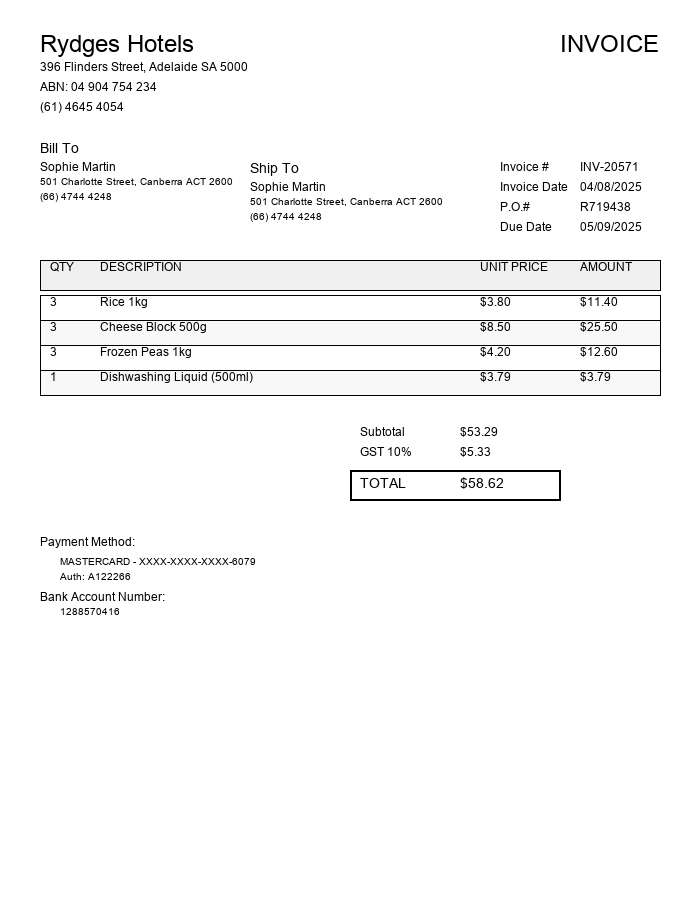 Rydges Hotels
INVOICE
396 Flinders Street, Adelaide SA 5000
ABN: 04 904 754 234
(61) 4645 4054
Bill To
Sophie Martin
501 Charlotte Street, Canberra ACT 2600
(66) 4744 4248
Ship To
Sophie Martin
501 Charlotte Street, Canberra ACT 2600
(66) 4744 4248
Invoice # INV-20571
Invoice Date 04/08/2025
P.O.# R719438
Due Date 05/09/2025
QTY DESCRIPTION UNIT PRICE AMOUNT
3 Rice 1kg $3.80 $11.40
3 Cheese Block 500g $8.50 $25.50
3 Frozen Peas 1kg $4.20 $12.60
1 Dishwashing Liquid (500ml) $3.79 $3.79
Subtotal $53.29
GST 10% $5.33
TOTAL $58.62
Payment Method:
MASTERCARD - XXXX-XXXX-XXXX-6079
Auth: A122266
Bank Account Number:
1288570416